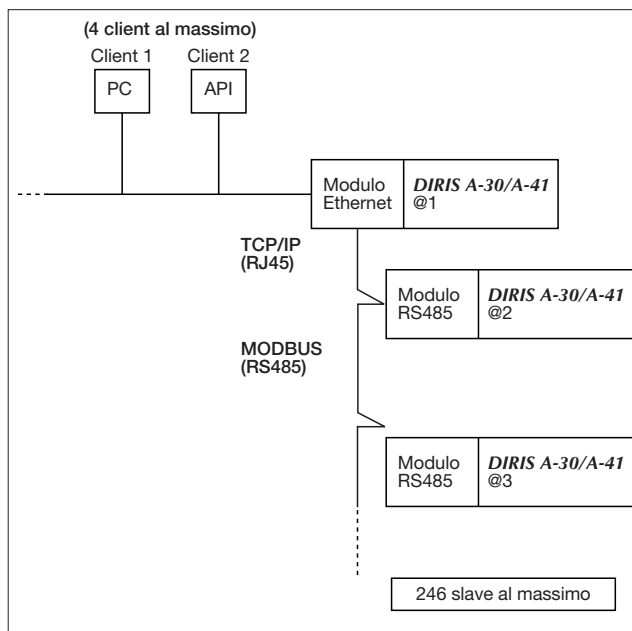 (4 client al massimo)
Client 1
Client 2
PC
API
Modulo
Ethernet
DIRIS A-30/A-41
@1
TCP/IP
(RJ45)
Modulo
RS485
DIRIS A-30/A-41
@2
MODBUS
(RS485)
Modulo
RS485
DIRIS A-30/A-41
@3
246 slave al massimo